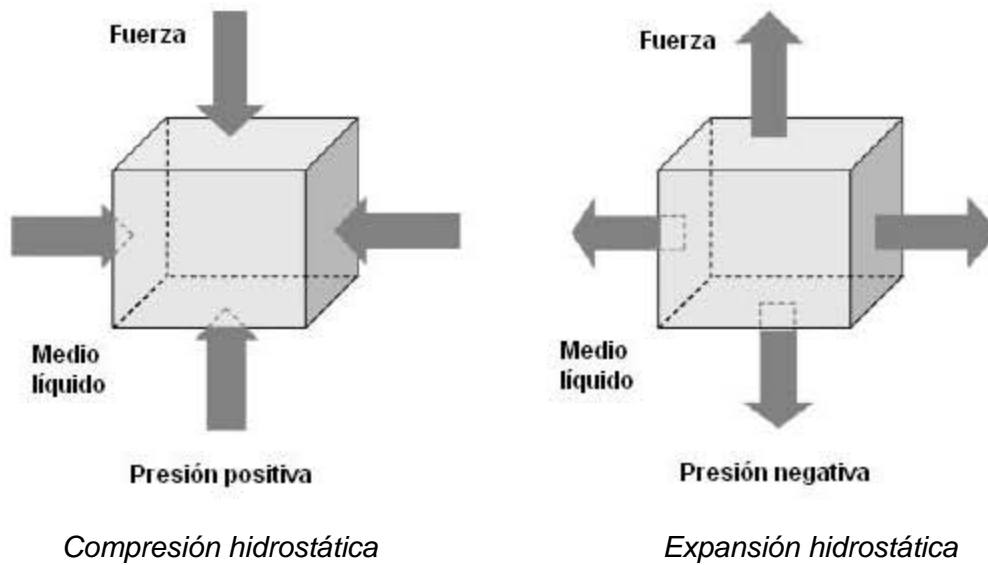 Fuerza
Medio
líquido
Presión positiva
Compresión hidrostática
Fuerza
Medio
líquido
Presión negativa
Expansión hidrostática